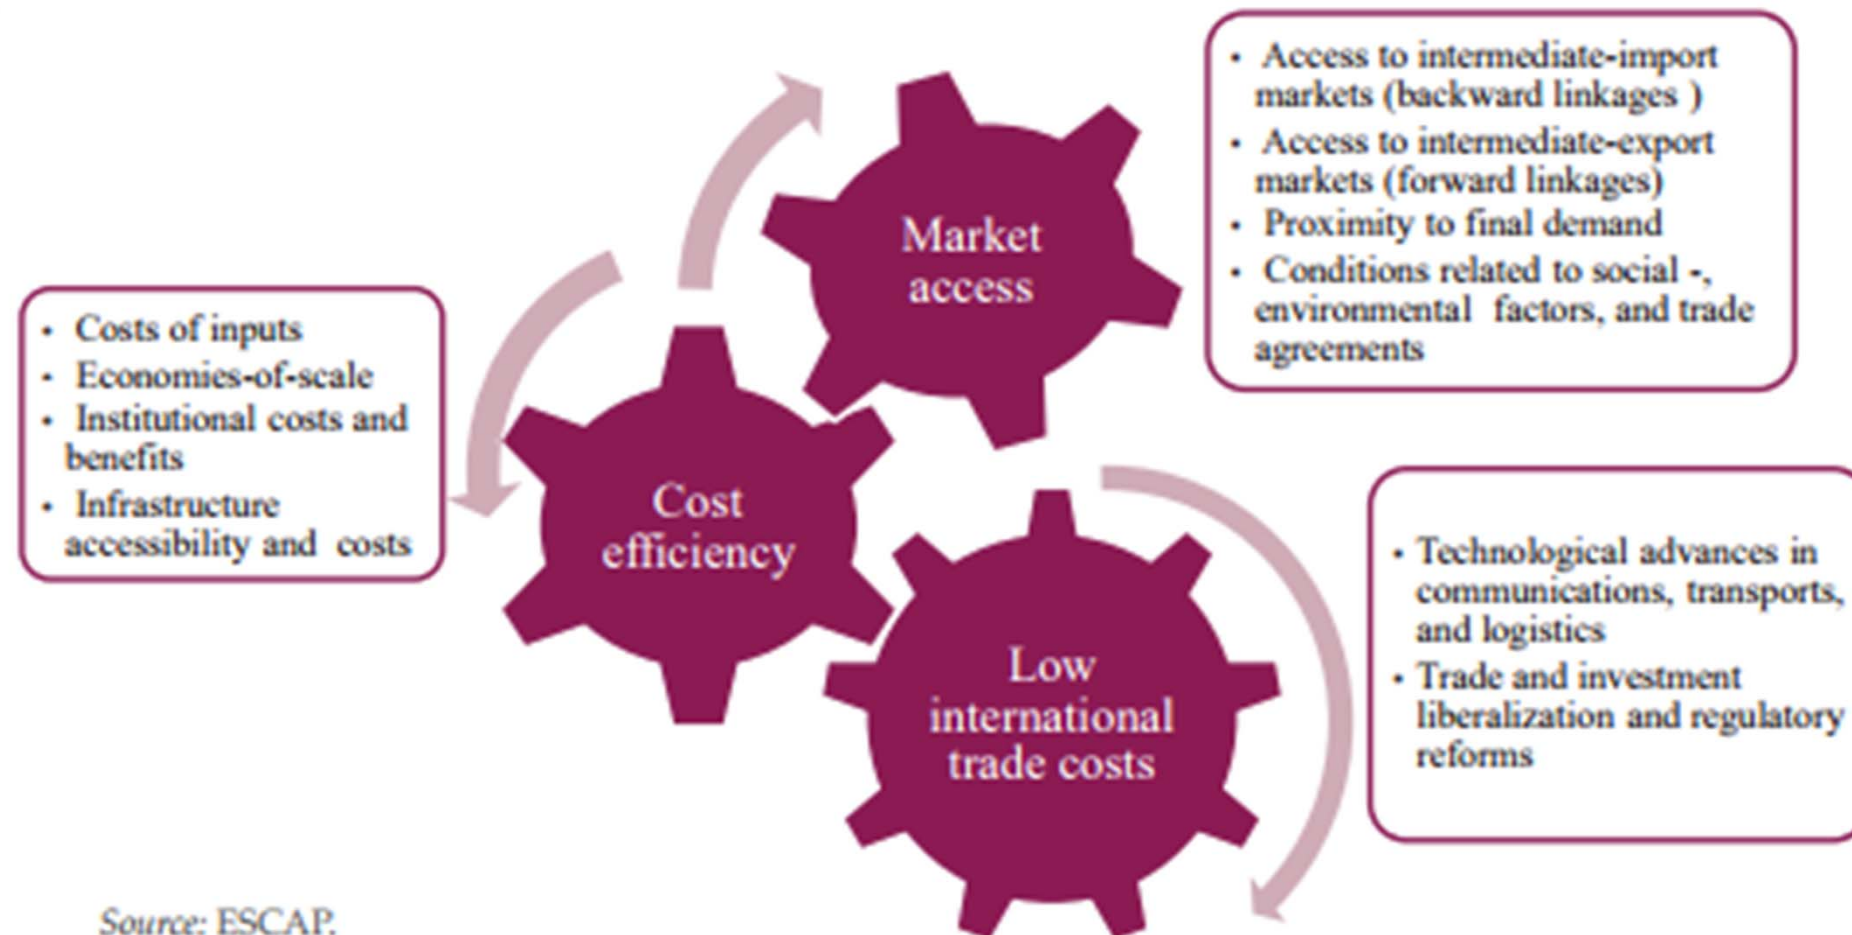 • Access to intermediate-import
markets (backward linkages )
• Access to intermediate-export
markets (forward linkages)
• Proximity to final demand
• Conditions related to social -,
environmental factors, and trade
agreements
Market
access
• Costs of inputs
• Economies-of-scale
• Institutional costs and
benefits
• Infrastructure
accessibility and costs
Cost
efficiency
Low
international
trade costs
• Technological advances in
communications, transports,
and logistics
• Trade and investment
liberalization and regulatory
reforms
Source: ESCAP.